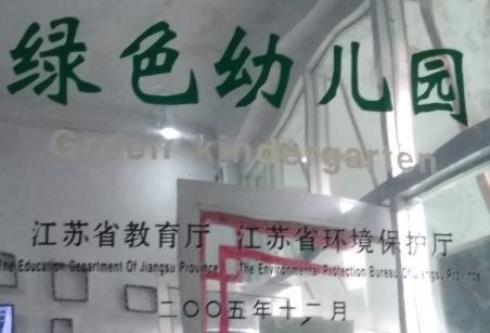 绿色幼儿园
Green kindergarten
江苏省教育厅 江苏省环境保护厅
The Education Department Of Jiangsu Province The Environmental Protection Bureau Of Jiangsu Province
二〇〇五年十二月